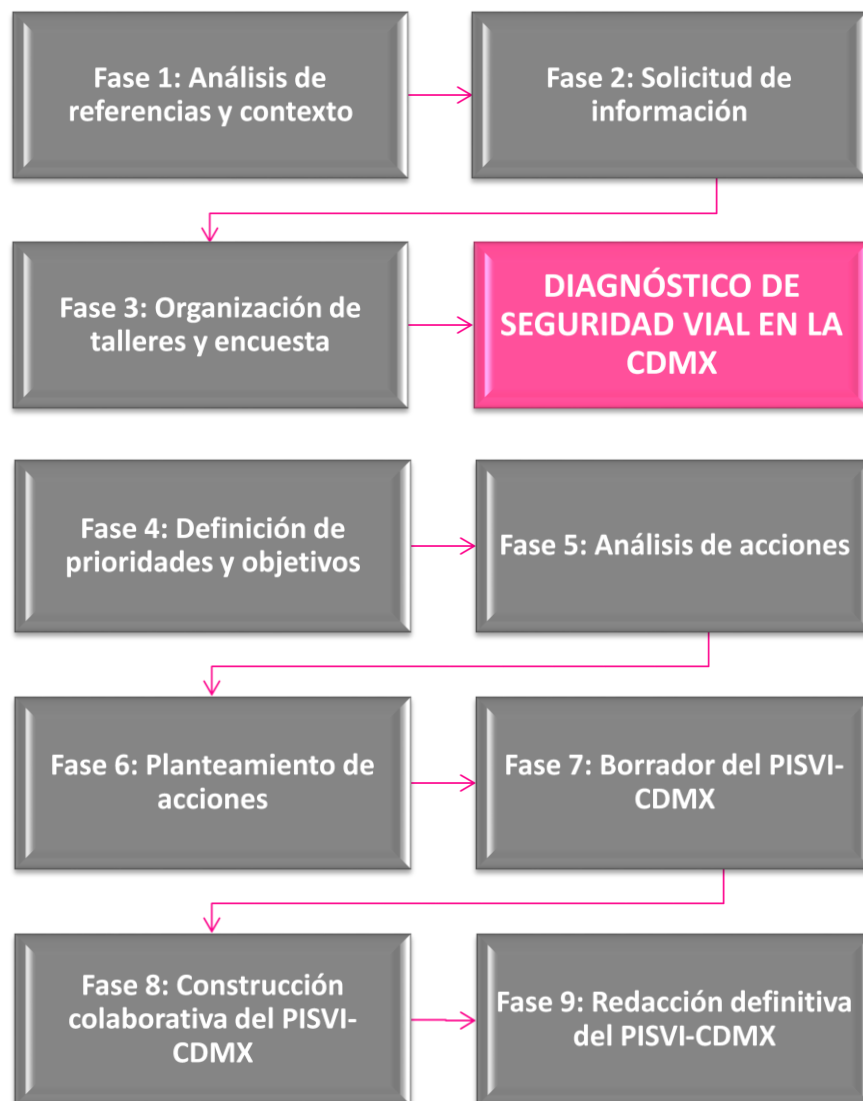 Fase 1: Análisis de
referencias y contexto
Fase 2: Solicitud de
información
Fase 3: Organización de
talleres y encuesta
DIAGNÓSTICO DE
SEGURIDAD VIAL EN LA
CDMX
Fase 4: Definición de
prioridades y objetivos
Fase 5: Análisis de acciones
Fase 6: Planteamiento de
acciones
Fase 7: Borrador del PISVI-
CDMX
Fase 8: Construcción
colaborativa del PISVI-
CDMX
Fase 9: Redacción definitiva
del PISVI-CDMX